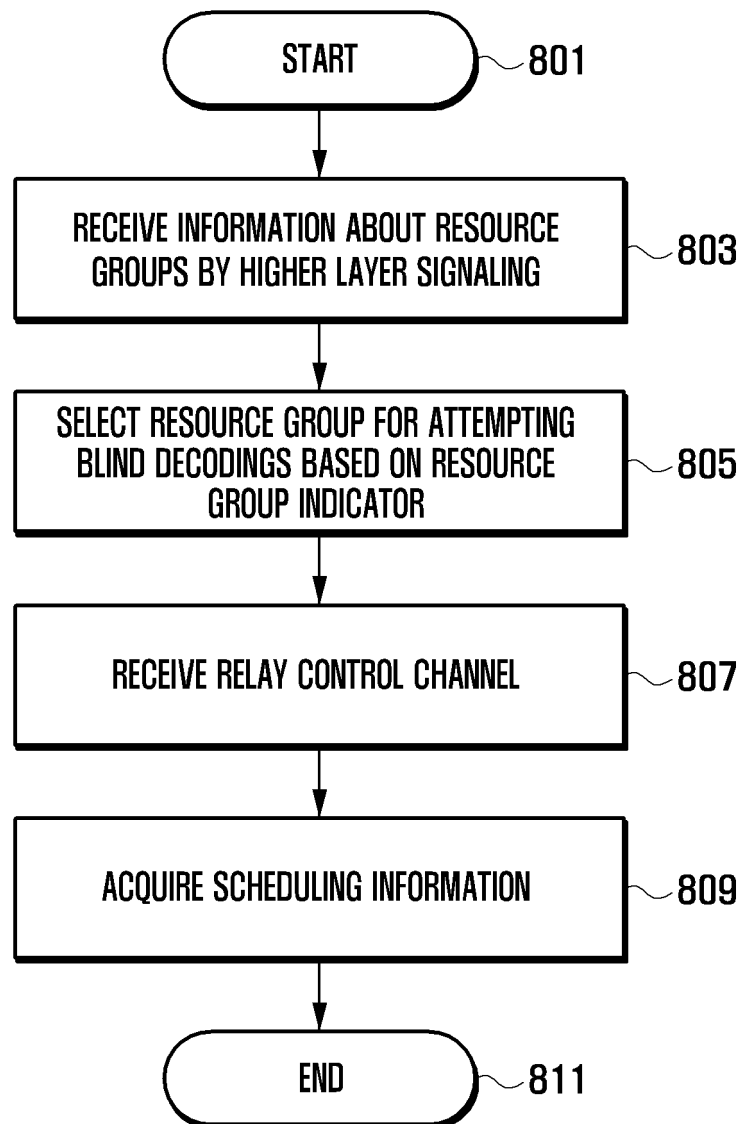 START
801
RECEIVE INFORMATION ABOUT RESOURCE
GROUPS BY HIGHER LAYER SIGNALING
803
SELECT RESOURCE GROUP FOR ATTEMPTING
BLIND DECODINGS BASED ON RESOURCE
GROUP INDICATOR
805
RECEIVE RELAY CONTROL CHANNEL
807
ACQUIRE SCHEDULING INFORMATION
809
END
811